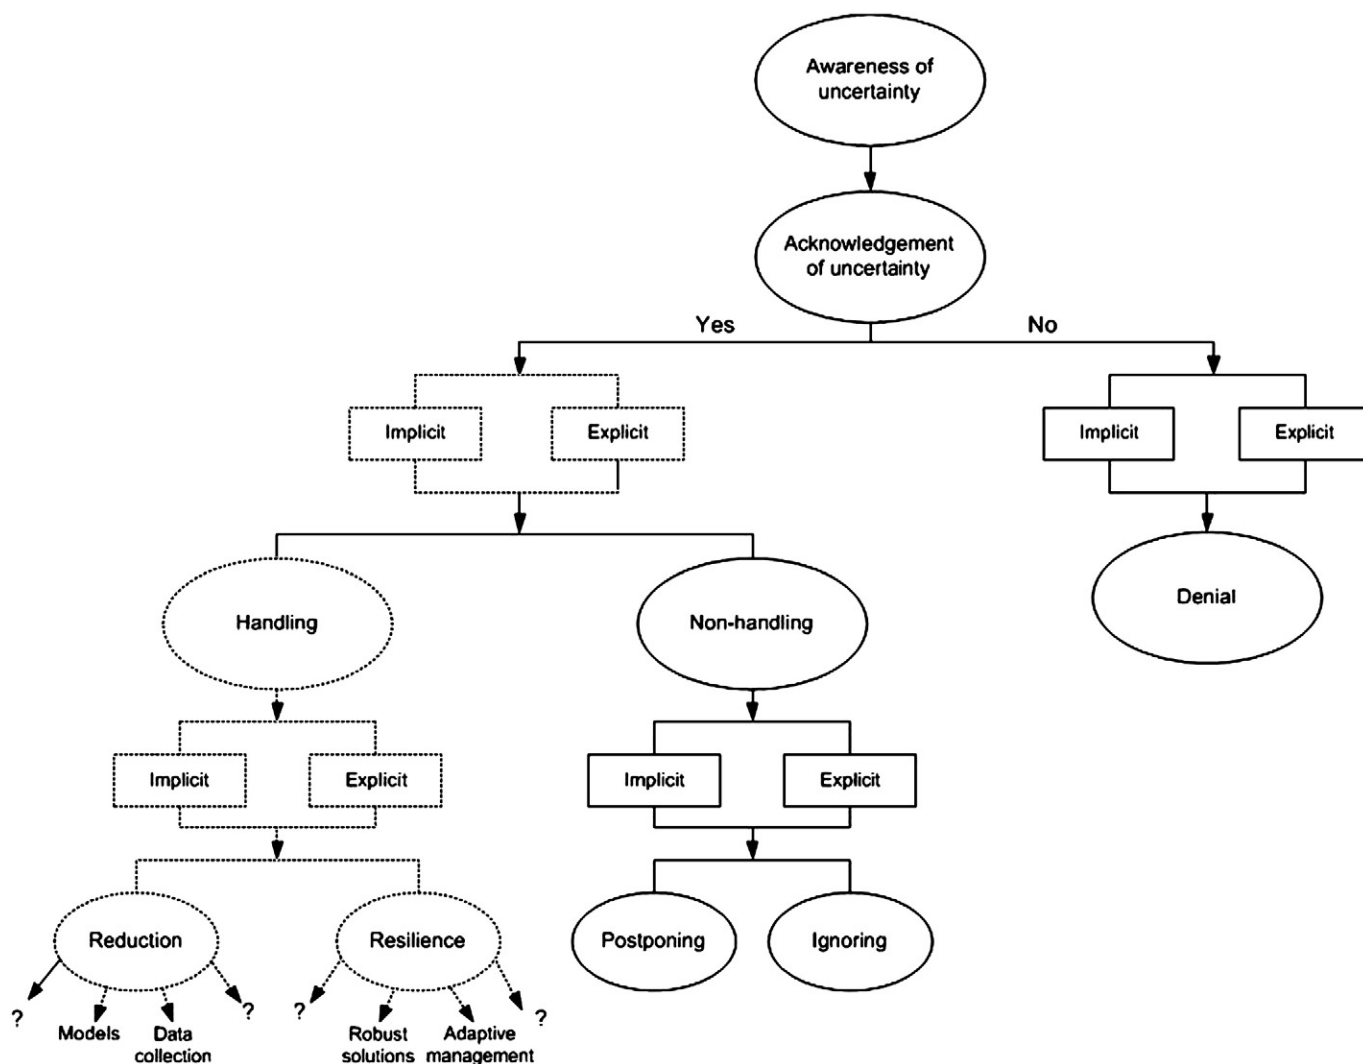 Awareness of
uncertainty
Acknowledgement
of uncertainty
Yes
No
Implicit
Explicit
Implicit
Explicit
Handling
Non-handling
Denial
Implicit
Explicit
Implicit
Explicit
Reduction
Resilience
Postponing
Ignoring
?
Models
Data
collection
?
?
Robust
solutions
Adaptive
management
?